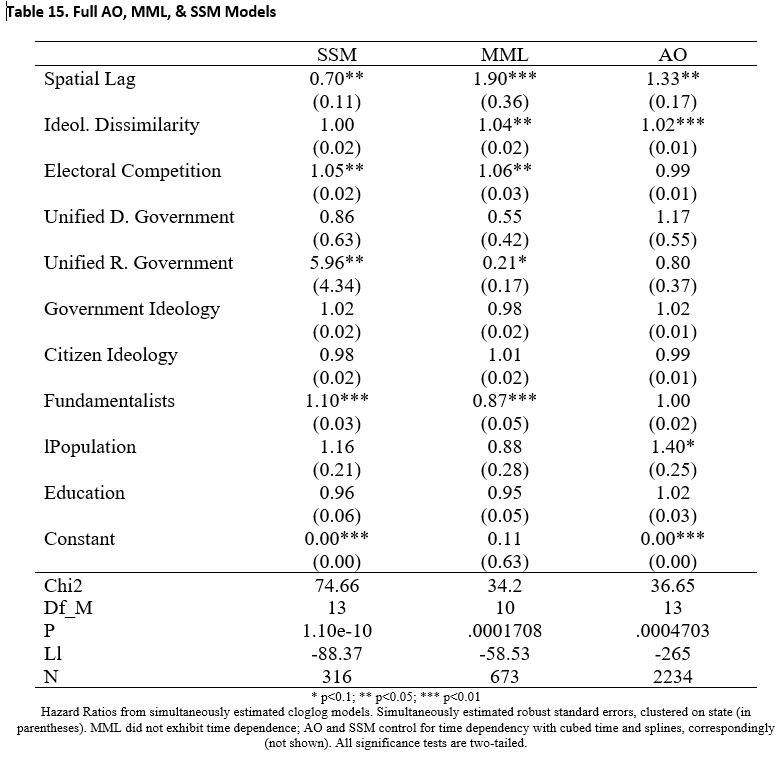 Table 15. Full AO, MML, & SSM Models
SSM MML AO
Spatial Lag 0.70** 1.90*** 1.33**
(0.11) (0.36) (0.17)
Ideol. Dissimilarity 1.00 1.04** 1.02***
(0.02) (0.02) (0.01)
Electoral Competition 1.05** 1.06** 0.99
(0.02) (0.03) (0.01)
Unified D. Government 0.86 0.55 1.17
(0.63) (0.42) (0.55)
Unified R. Government 5.96** 0.21* 0.80
(4.34) (0.17) (0.37)
Government Ideology 1.02 0.98 1.02
(0.02) (0.02) (0.01)
Citizen Ideology 0.98 1.01 0.99
(0.02) (0.02) (0.01)
Fundamentalists 1.10*** 0.87*** 1.00
(0.03) (0.05) (0.02)
lPopulation 1.16 0.88 1.40*
(0.21) (0.28) (0.25)
Education 0.96 0.95 1.02
(0.06) (0.05) (0.03)
Constant 0.00*** 0.11 0.00***
(0.00) (0.63) (0.00)
Chi2 74.66 34.2 36.65
Df_M 13 10 13
P 1.10e-10 .0001708 .0004703
Ll -88.37 -58.53 -265
N 316 673 2234
* p<0.1; ** p<0.05; *** p<0.01
Hazard Ratios from simultaneously estimated cloglog models. Simultaneously estimated robust standard errors, clustered on state (in
parentheses). MML did not exhibit time dependence; AO and SSM control for time dependency with cubed time and splines, correspondingly
(not shown). All significance tests are two-tailed.